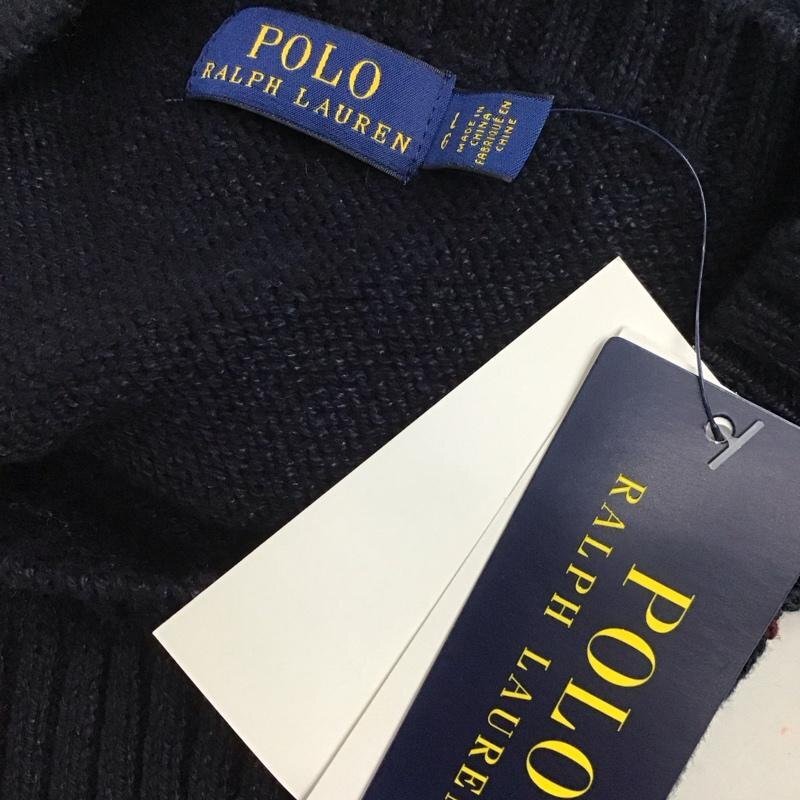 POLO
RALPH LAUREN
MADE IN
CHINA
FABRIQUÉ EN
CHINE
POLO
RALPH LAUREN